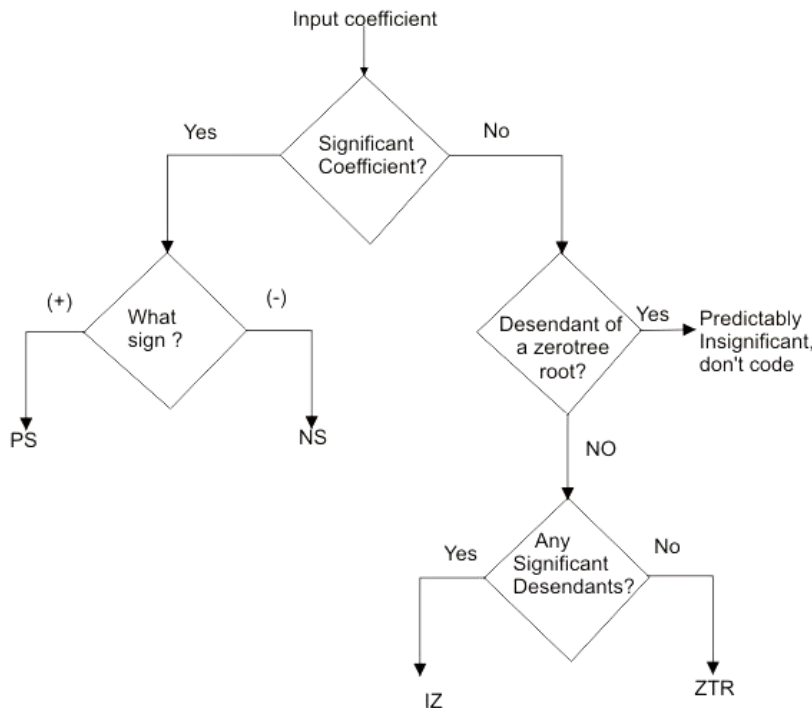 Input coefficient
Yes
No
Significant
Coefficient?
(+)
(-)
What
sign ?
PS
NS
Desendant of
a zerotree
root?
Yes
Predictably
Insignificant,
don't code
NO
Yes
No
Any
Significant
Desendants?
IZ
ZTR